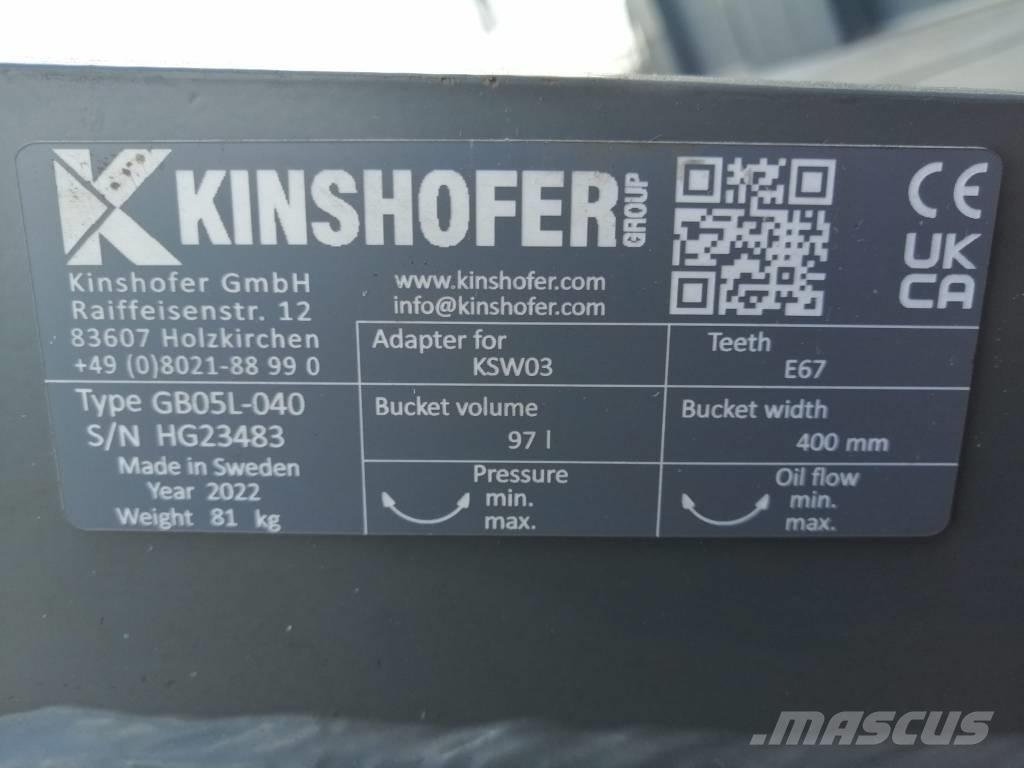 KINSHOFER GROUP
Kinshofer GmbH
Raiffeisenstr. 12
83607 Holzkirchen
+49 (0)8021-88 99 0
www.kinshofer.com
info@kinshofer.com
CE
UK
CA
Adapter for
KSW03
Teeth
E67
Type GB05L-040
S/N HG23483
Made in Sweden
Year 2022
Weight 81 kg
Bucket volume
97 l
Bucket width
400 mm
Pressure
min.
max.
Oil flow
min.
max.
MASCUS